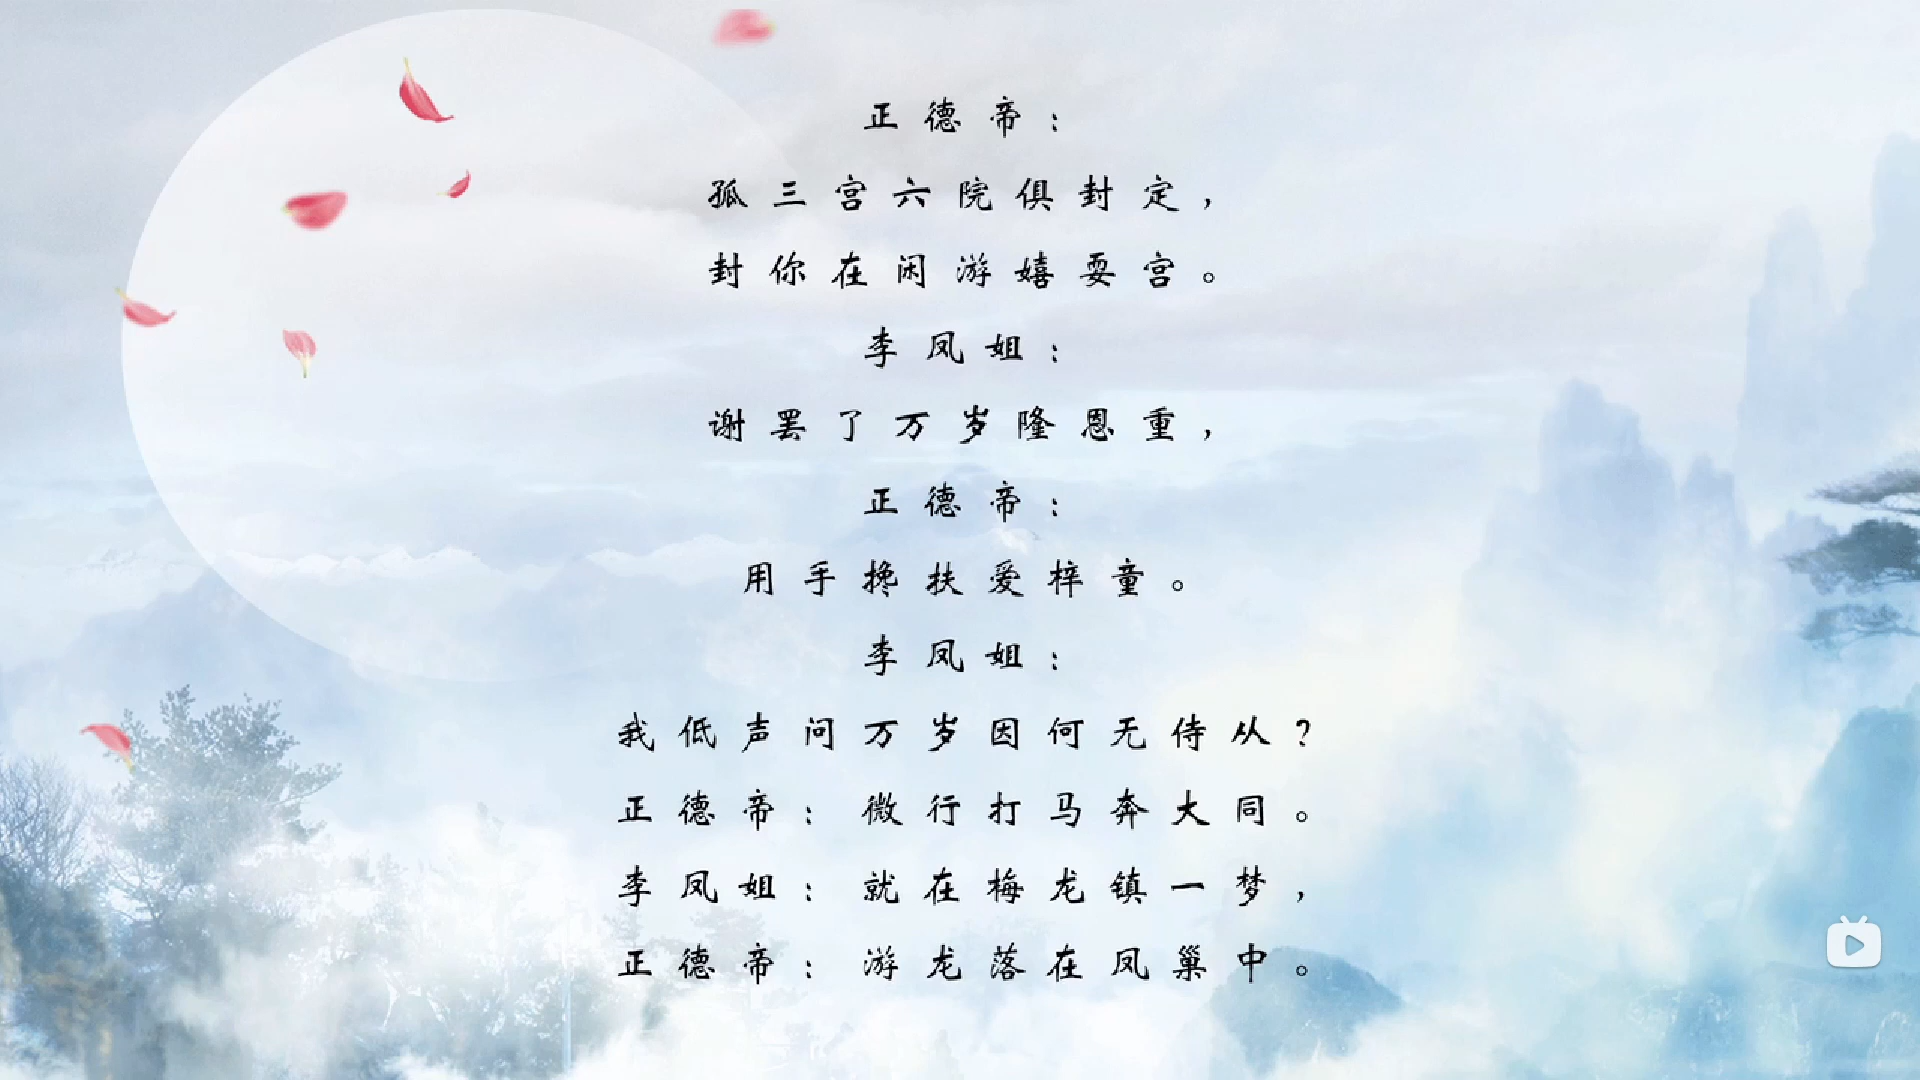 正德帝：
孤三宫六院俱封定，
封你在闲游嬉耍宫。
李凤姐：
谢罢了万岁隆恩重，
正德帝：
用手搀扶爱梓童。
李凤姐：
我低声问万岁因何无侍从？
正德帝：微行打马奔大同。
李凤姐：就在梅龙镇一梦，
正德帝：游龙落在凤巢中。